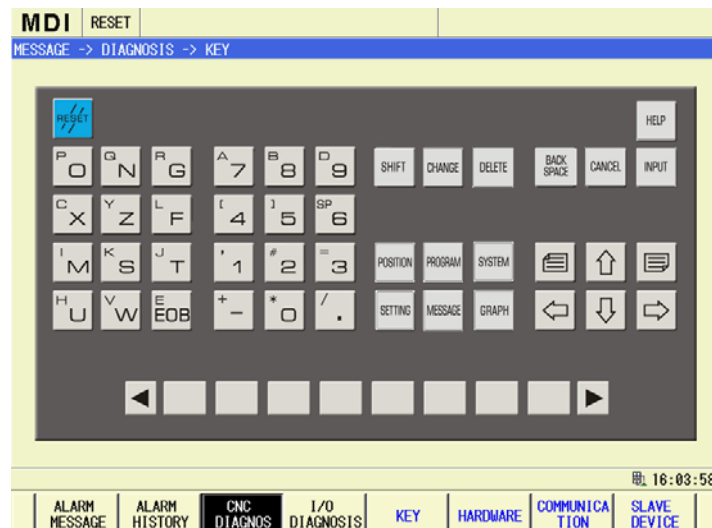 MDI RESET
MESSAGE -> DIAGNOSIS -> KEY
RESET HELP
P O Q N R G A 7 B 8 D 9 SHIFT CHANGE DELETE BACK SPACE CANCEL INPUT
C X Y Z L F [ 4 ] 5 SP 6
I M K S J T ' 1 # 2 = 3 POSITION PROGRAM SYSTEM
H U V W E EOB + - * 0 / . SETTING MESSAGE GRAPH
16:03:58
ALARM MESSAGE ALARM HISTORY CNC DIAGNOS I/O DIAGNOSIS KEY HARDWARE COMMUNICA TION SLAVE DEVICE